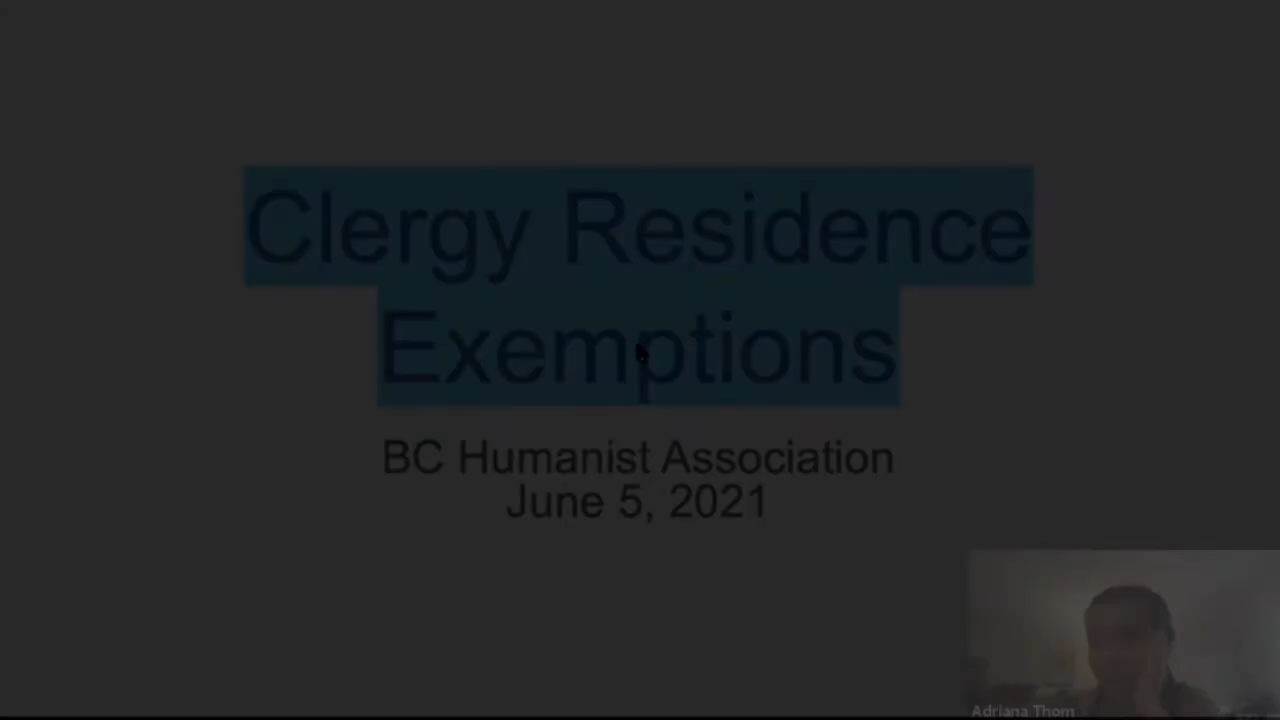 Clergy Residence
Exemptions
BC Humanist Association
June 5, 2021
Adriana Thom